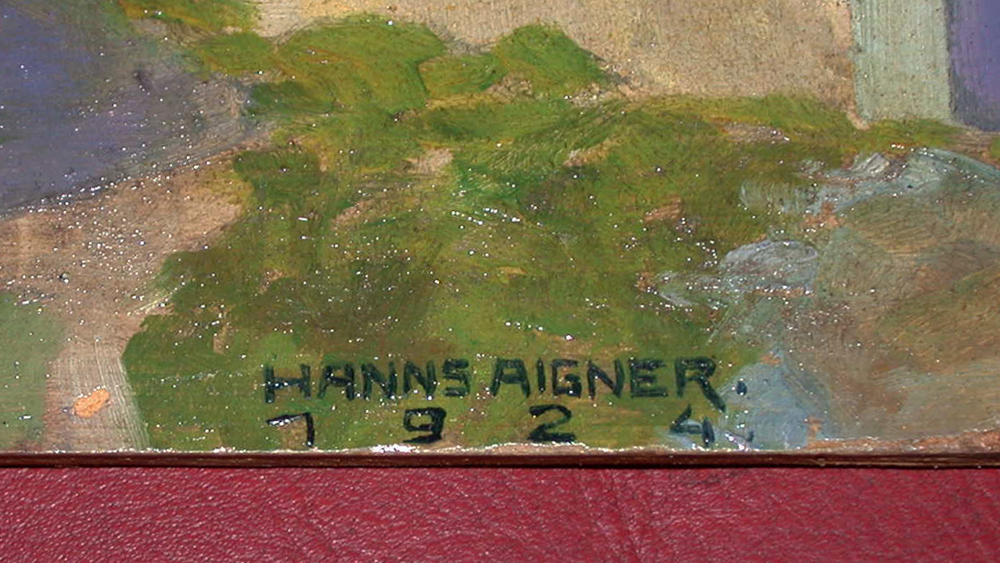 HANNS AIGNER.
1 9 2 4.